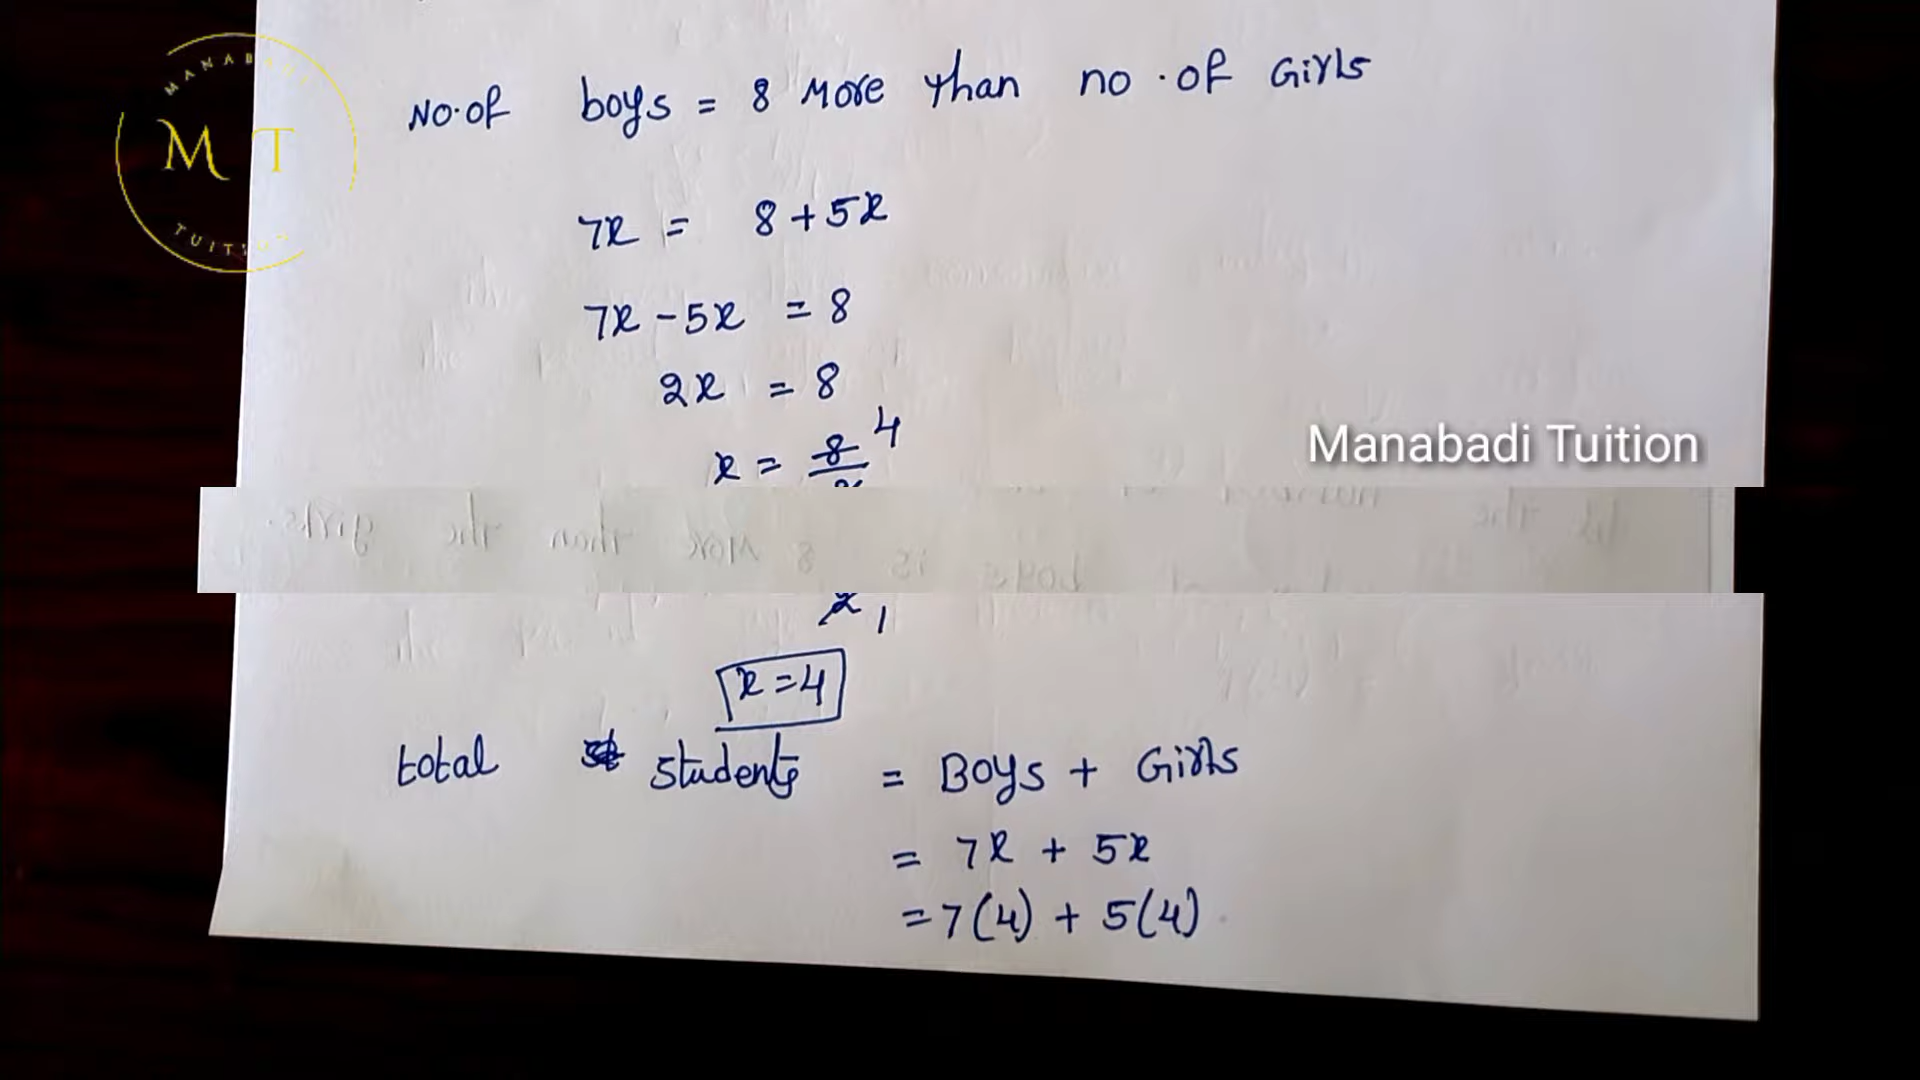 MANABADI
M T
TUITION
No.of boys = 8 More than no.of Girls
7x = 8+5x
7x-5x = 8
2x = 8
x = 8 4
Manabadi Tuition
2 1
x=4
total students = Boys + Girls
= 7x + 5x
= 7(4) + 5(4)